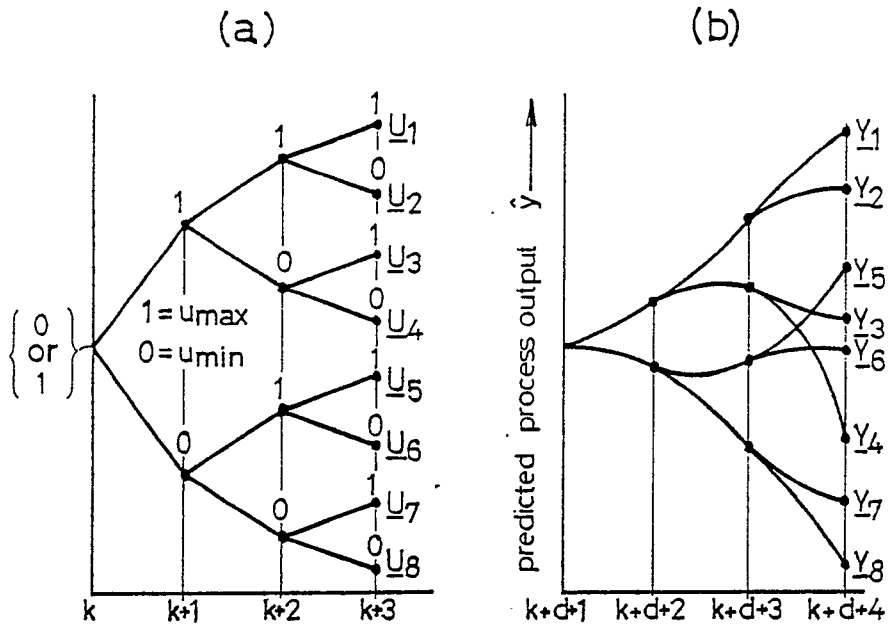 (a)
1
U1
1
0
U2
1
1
U3
0
0
U4
1 = umax
0 = umin
{ 0 or 1 }
1
U5
1
0
U6
0
1
U7
0
0
U8
k k+1 k+2 k+3
(b)
predicted process output ŷ
Y1
Y2
Y5
Y3
Y6
Y4
Y7
Y8
k+d+1 k+d+2 k+d+3 k+d+4